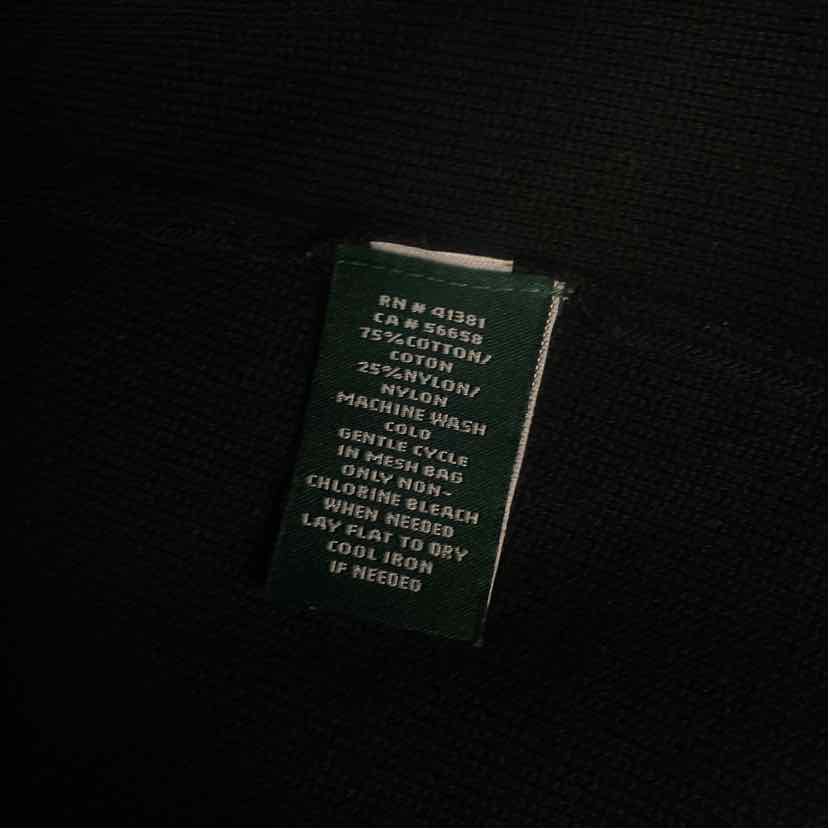 RN # 41381
CA # 56658
75%COTTON/
COTON
25%NYLON/
NYLON
MACHINE WASH
COLD
GENTLE CYCLE
IN MESH BAG
ONLY NON-
CHLORINE BLEACH
WHEN NEEDED
LAY FLAT TO DRY
COOL IRON
IF NEEDED